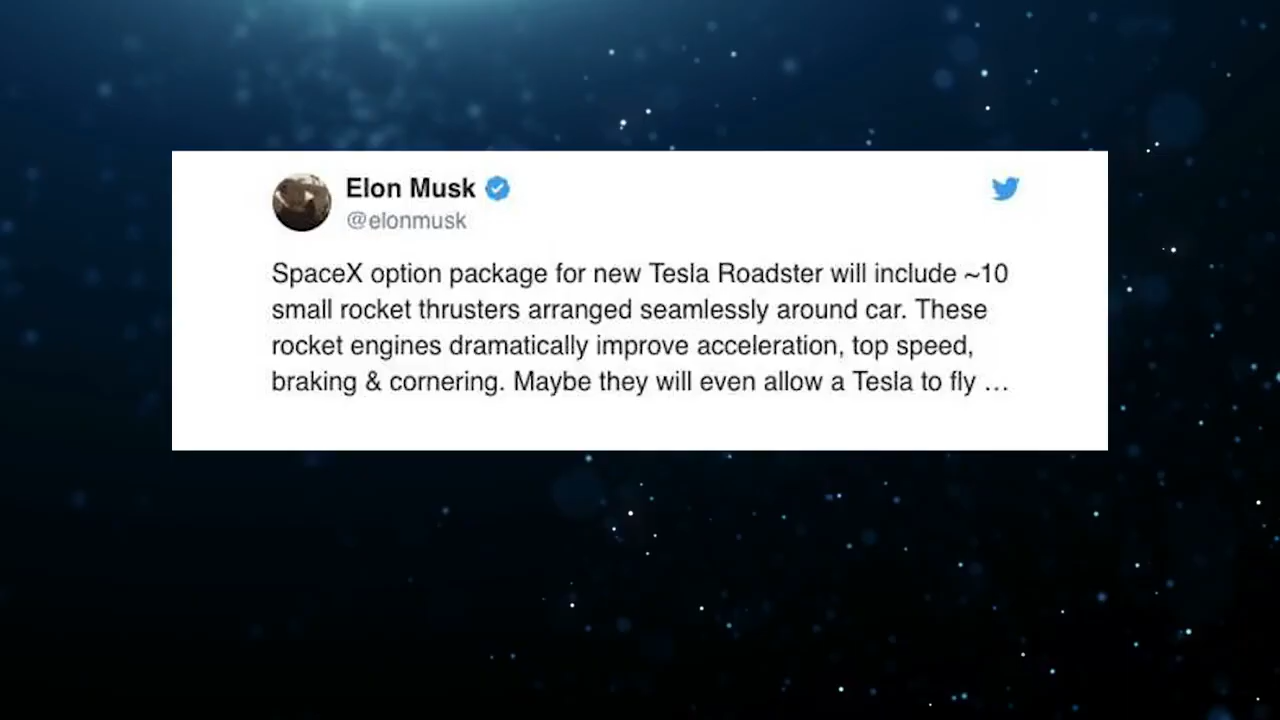 Elon Musk
@elonmusk
SpaceX option package for new Tesla Roadster will include ~10
small rocket thrusters arranged seamlessly around car. These
rocket engines dramatically improve acceleration, top speed,
braking & cornering. Maybe they will even allow a Tesla to fly …